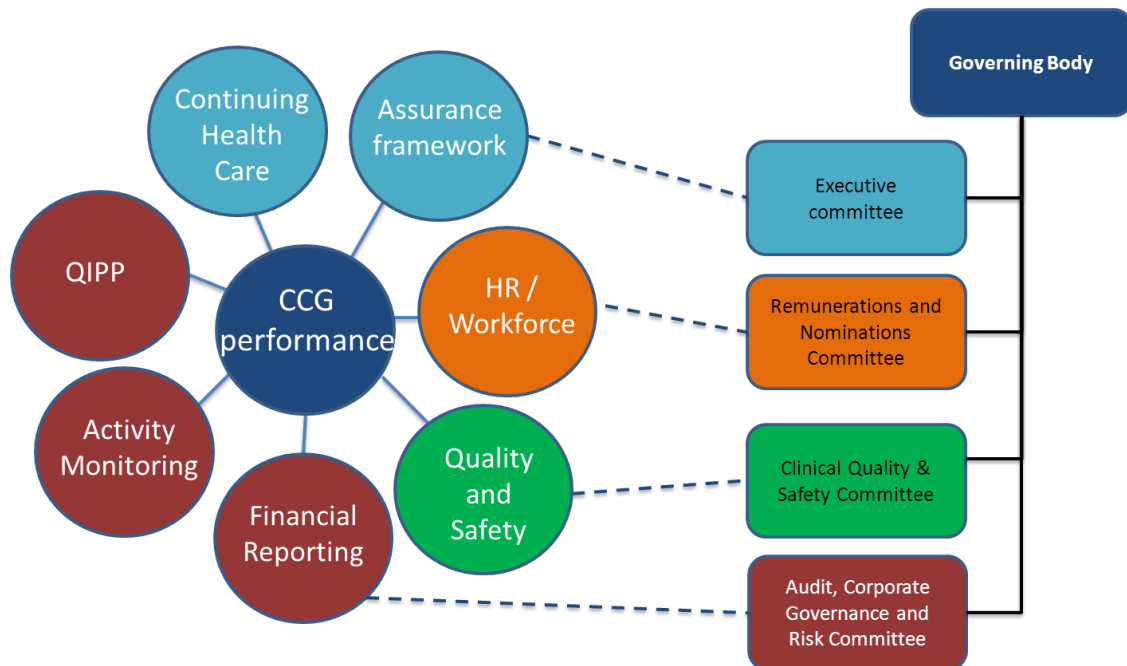 Continuing
Health
Care
Assurance
framework
QIPP
CCG
performance
HR /
Workforce
Activity
Monitoring
Financial
Reporting
Quality
and
Safety
Governing Body
Executive
committee
Remunerations and
Nominations
Committee
Clinical Quality &
Safety Committee
Audit, Corporate
Governance and
Risk Committee